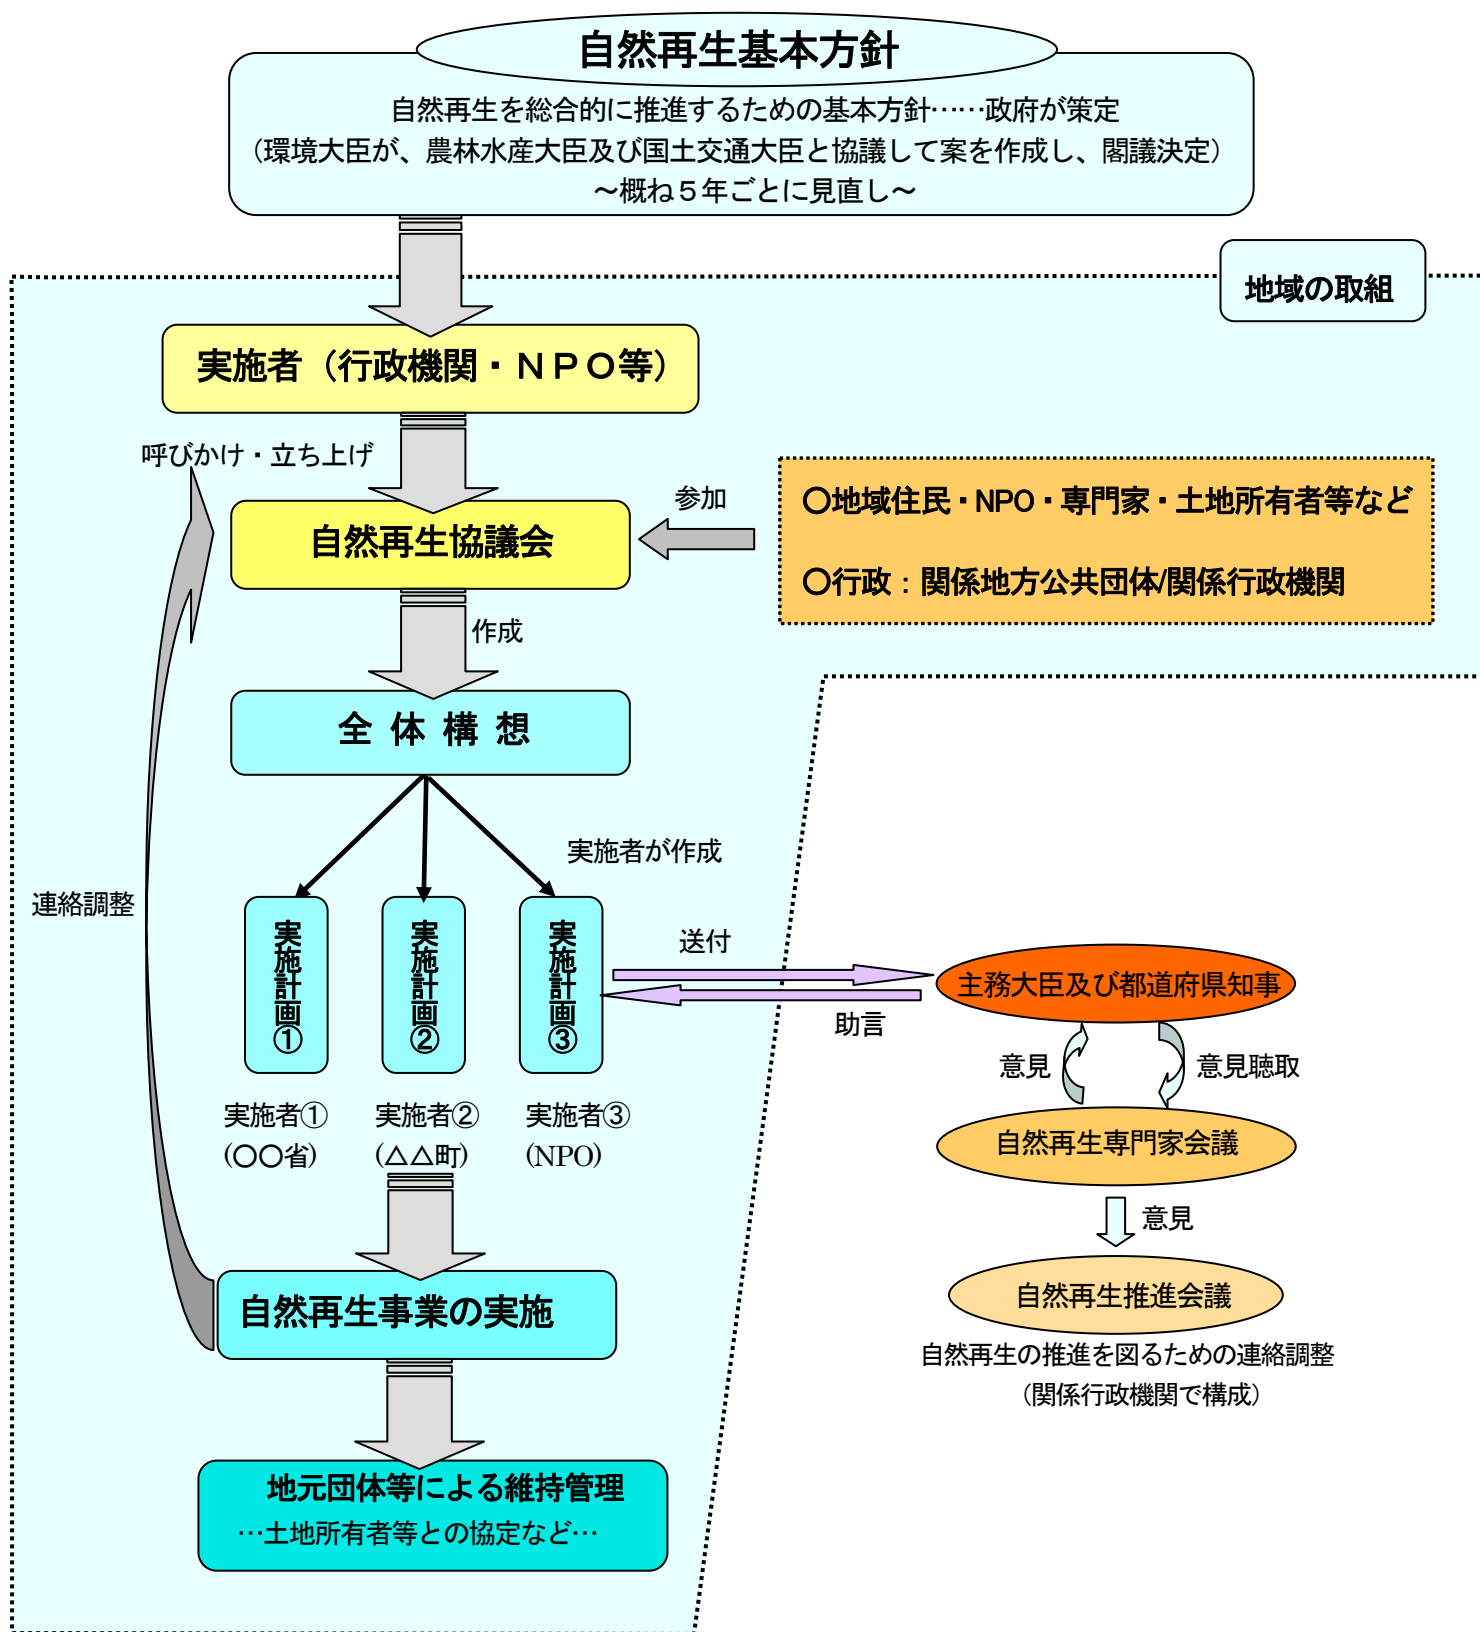 自然再生基本方針
自然再生を総合的に推進するための基本方針……政府が策定
（環境大臣が、農林水産大臣及び国土交通大臣と協議して案を作成し、閣議決定）
～概ね５年ごとに見直し～
地域の取組
実施者（行政機関・ＮＰＯ等）
呼びかけ・立ち上げ
自然再生協議会
参加
〇地域住民・NPO・専門家・土地所有者等など
〇行政：関係地方公共団体/関係行政機関
作成
全 体 構 想
実施者が作成
連絡調整
実施計画①
実施計画②
実施計画③
送付
助言
主務大臣及び都道府県知事
意見
意見聴取
実施者①
(〇〇省)
実施者②
(△△町)
実施者③
(NPO)
自然再生専門家会議
意見
自然再生推進会議
自然再生の推進を図るための連絡調整
（関係行政機関で構成）
自然再生事業の実施
地元団体等による維持管理
…土地所有者等との協定など…